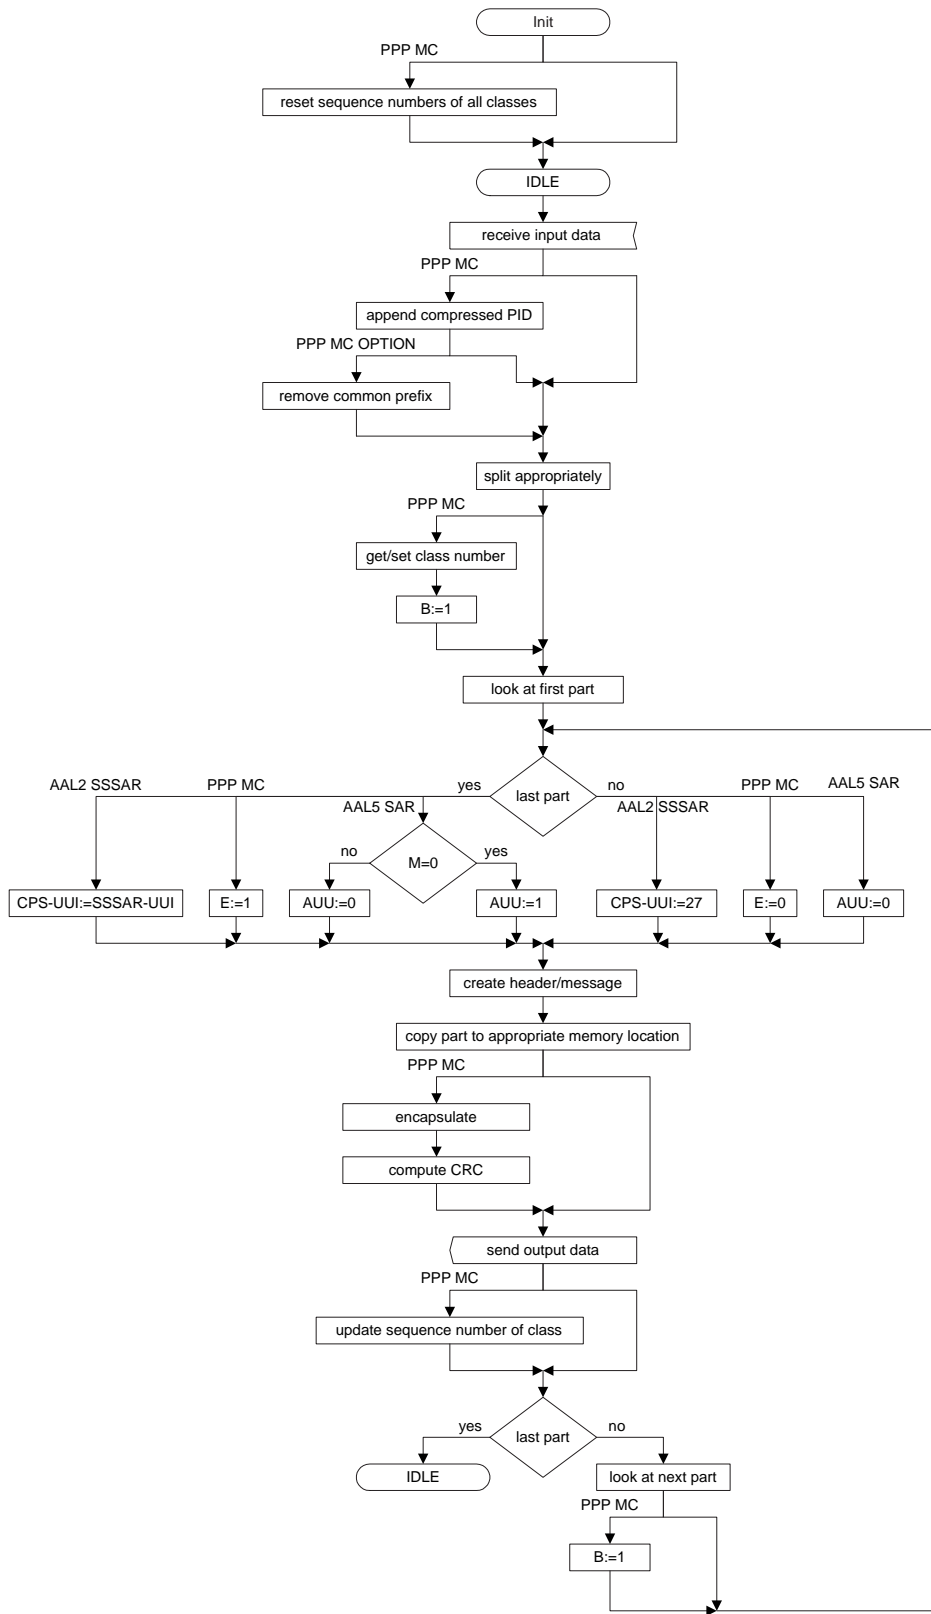 Init
PPP MC
reset sequence numbers of all classes
IDLE
receive input data
PPP MC
append compressed PID
PPP MC OPTION
remove common prefix
split appropriately
PPP MC
get/set class number
B:=1
look at first part
last part
yes
no
AAL2 SSSAR
PPP MC
AAL5 SAR
AAL2 SSSAR
PPP MC
AAL5 SAR
M=0
no
yes
CPS-UUI:=SSSAR-UUI
E:=1
AUU:=0
AUU:=1
CPS-UUI:=27
E:=0
AUU:=0
create header/message
copy part to appropriate memory location
PPP MC
encapsulate
compute CRC
send output data
PPP MC
update sequence number of class
last part
yes
no
IDLE
look at next part
PPP MC
B:=1